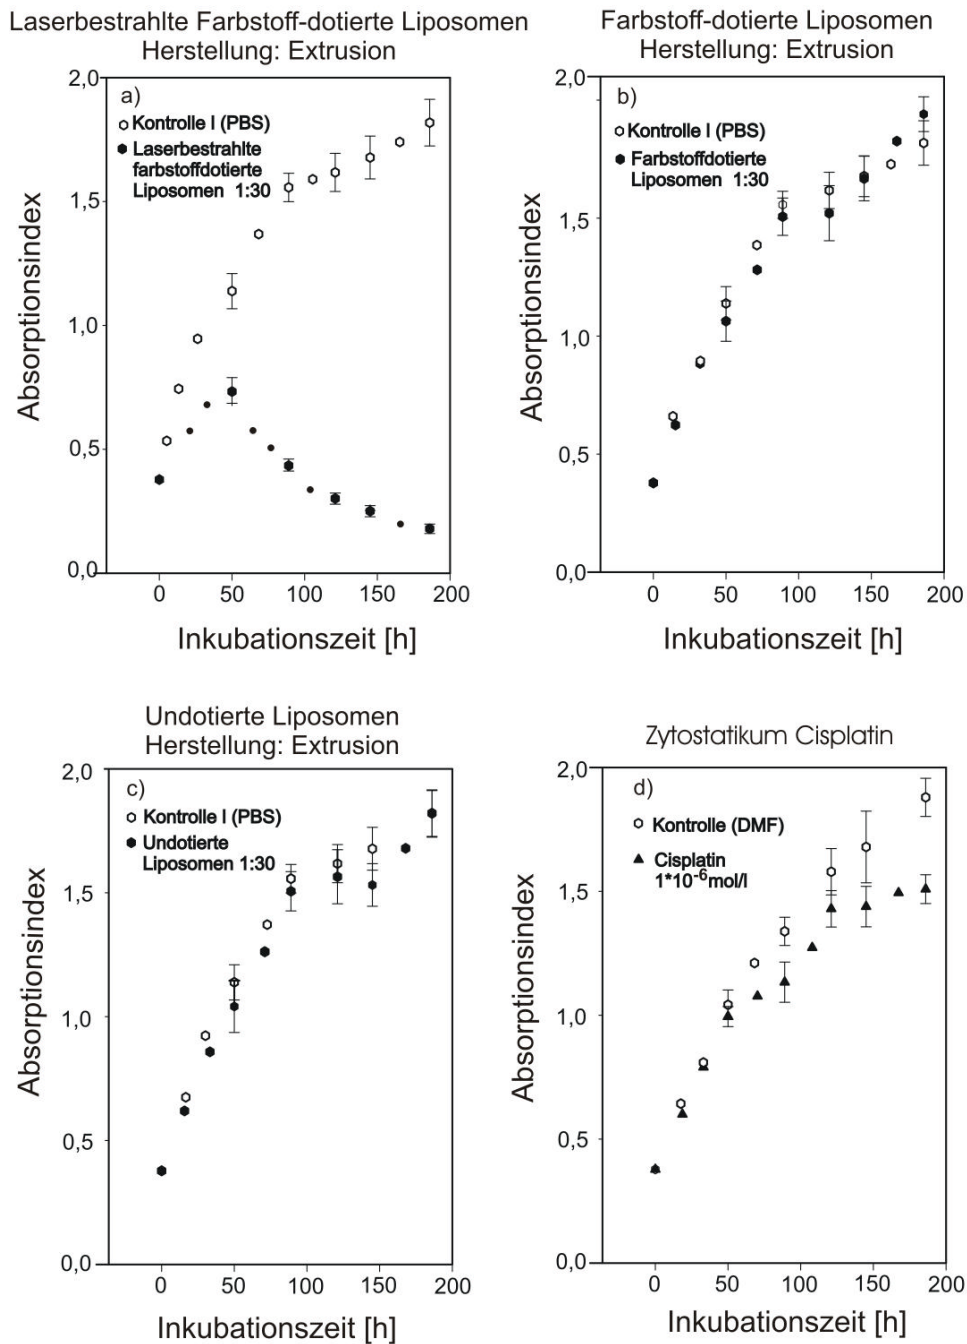 Laserbestrahlte Farbstoff-dotierte Liposomen
Herstellung: Extrusion
2,0
a)
Kontrolle I (PBS)
Laserbestrahlte
farbstoffdotierte
Liposomen 1:30
1,5
1,0
0,5
0,0
Absorptionsindex
0 50 100 150 200
Inkubationszeit [h]
Farbstoff-dotierte Liposomen
Herstellung: Extrusion
2,0
b)
Kontrolle I (PBS)
Farbstoffdotierte
Liposomen 1:30
1,5
1,0
0,5
0,0
Absorptionsindex
0 50 100 150 200
Inkubationszeit [h]
Undotierte Liposomen
Herstellung: Extrusion
2,0
c)
Kontrolle I (PBS)
Undotierte
Liposomen 1:30
1,5
1,0
0,5
0,0
Absorptionsindex
0 50 100 150 200
Inkubationszeit [h]
Zytostatikum Cisplatin
2,0
d)
Kontrolle (DMF)
Cisplatin
1*10⁻⁶mol/l
1,5
1,0
0,5
0,0
Absorptionsindex
0 50 100 150 200
Inkubationszeit [h]